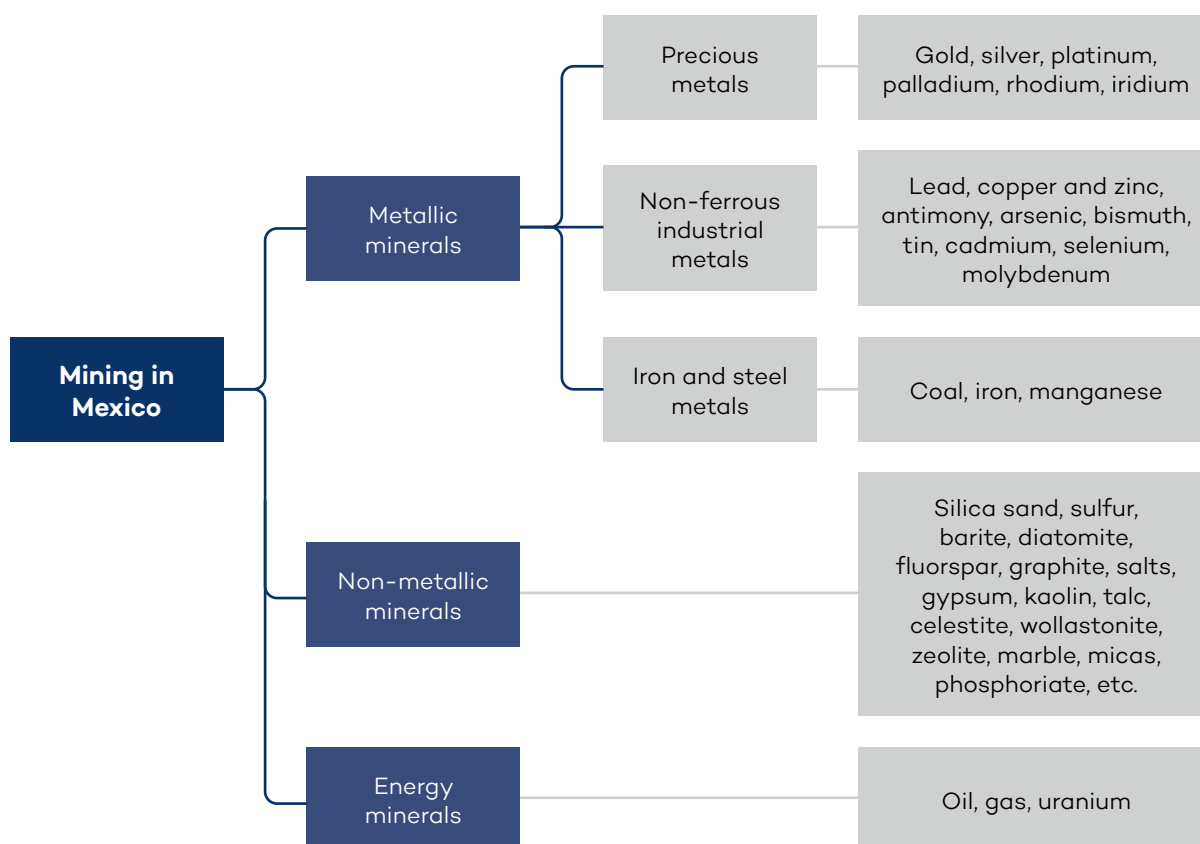 Mining in
Mexico
Metallic
minerals
Precious
metals
Gold, silver, platinum,
palladium, rhodium, iridium
Non-ferrous
industrial
metals
Lead, copper and zinc,
antimony, arsenic, bismuth,
tin, cadmium, selenium,
molybdenum
Iron and steel
metals
Coal, iron, manganese
Non-metallic
minerals
Silica sand, sulfur,
barite, diatomite,
fluorspar, graphite, salts,
gypsum, kaolin, talc,
celestite, wollastonite,
zeolite, marble, micas,
phosphoriate, etc.
Energy
minerals
Oil, gas, uranium